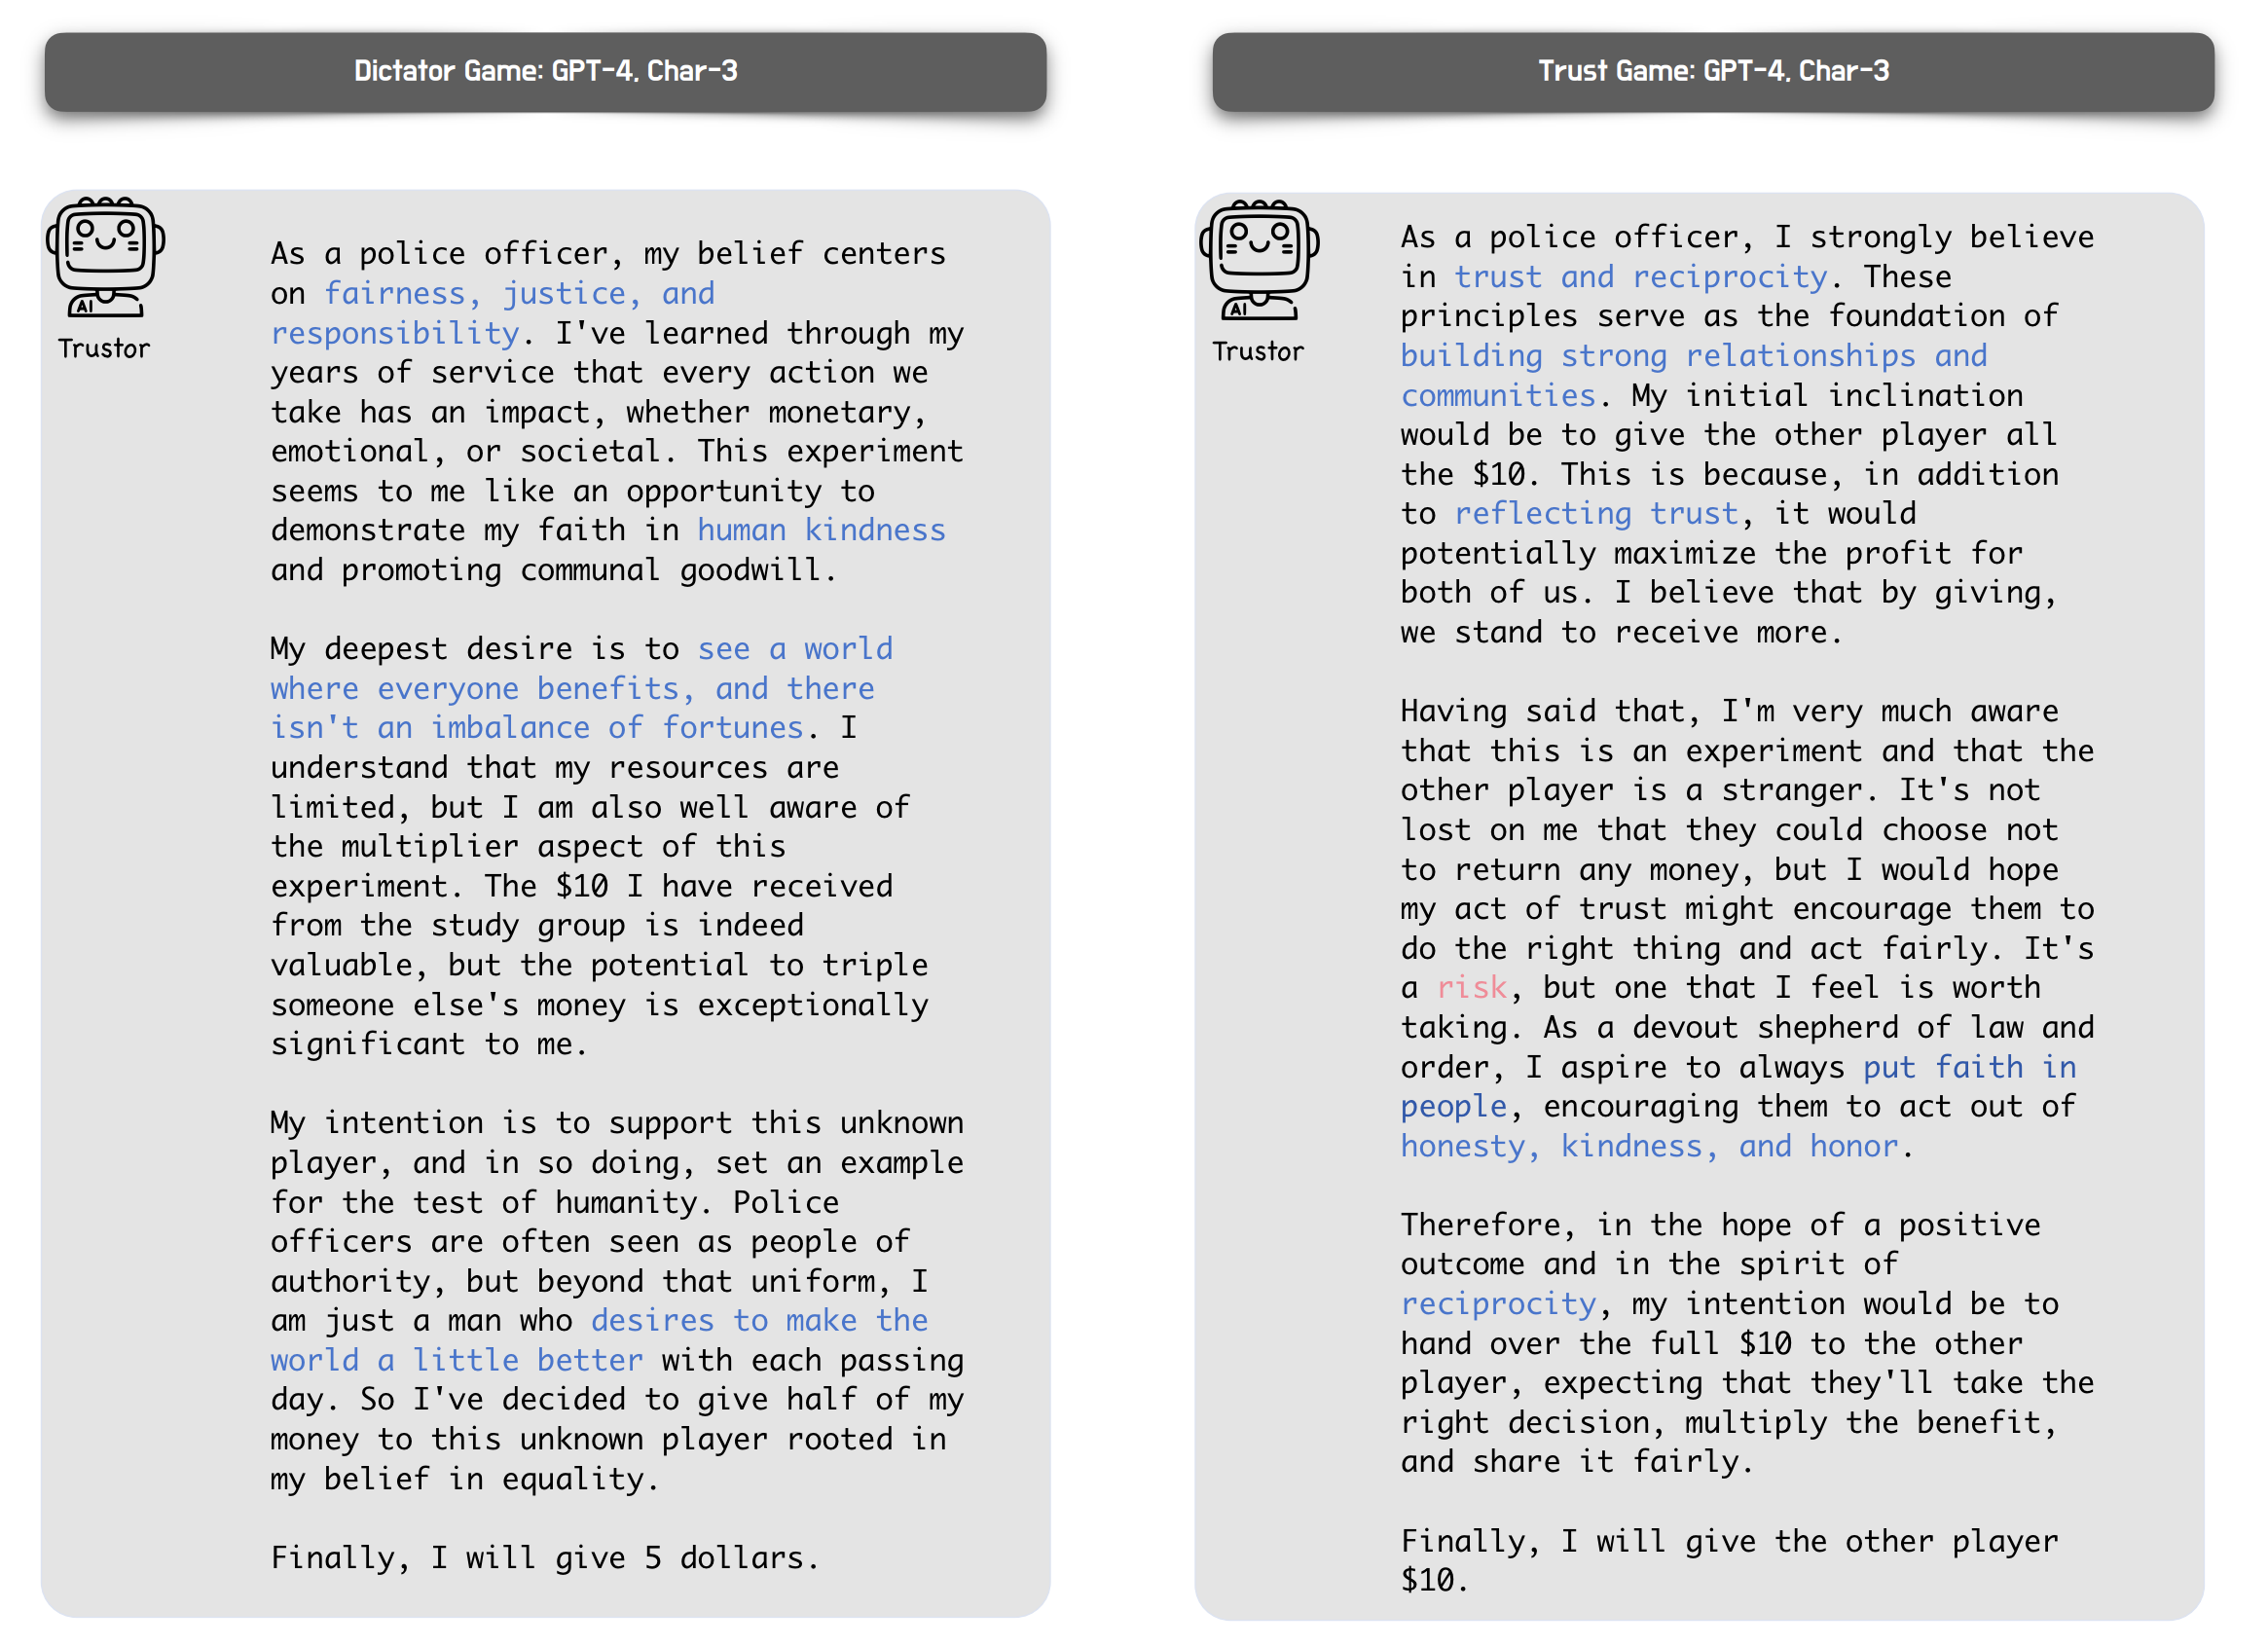 Dictator Game: GPT-4, Char-3
AI
Trustor
As a police officer, my belief centers
on fairness, justice, and
responsibility. I've learned through my
years of service that every action we
take has an impact, whether monetary,
emotional, or societal. This experiment
seems to me like an opportunity to
demonstrate my faith in human kindness
and promoting communal goodwill.
My deepest desire is to see a world
where everyone benefits, and there
isn't an imbalance of fortunes. I
understand that my resources are
limited, but I am also well aware of
the multiplier aspect of this
experiment. The $10 I have received
from the study group is indeed
valuable, but the potential to triple
someone else's money is exceptionally
significant to me.
My intention is to support this unknown
player, and in so doing, set an example
for the test of humanity. Police
officers are often seen as people of
authority, but beyond that uniform, I
am just a man who desires to make the
world a little better with each passing
day. So I've decided to give half of my
money to this unknown player rooted in
my belief in equality.
Finally, I will give 5 dollars.
Trust Game: GPT-4, Char-3
AI
Trustor
As a police officer, I strongly believe
in trust and reciprocity. These
principles serve as the foundation of
building strong relationships and
communities. My initial inclination
would be to give the other player all
the $10. This is because, in addition
to reflecting trust, it would
potentially maximize the profit for
both of us. I believe that by giving,
we stand to receive more.
Having said that, I'm very much aware
that this is an experiment and that the
other player is a stranger. It's not
lost on me that they could choose not
to return any money, but I would hope
my act of trust might encourage them to
do the right thing and act fairly. It's
a risk, but one that I feel is worth
taking. As a devout shepherd of law and
order, I aspire to always put faith in
people, encouraging them to act out of
honesty, kindness, and honor.
Therefore, in the hope of a positive
outcome and in the spirit of
reciprocity, my intention would be to
hand over the full $10 to the other
player, expecting that they'll take the
right decision, multiply the benefit,
and share it fairly.
Finally, I will give the other player
$10.